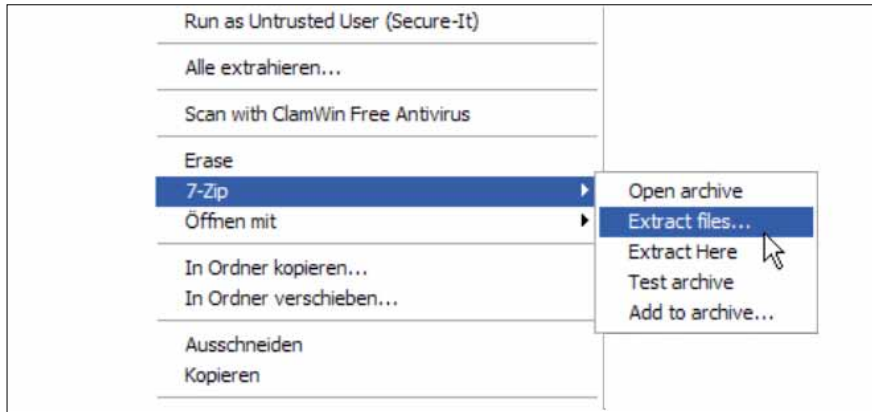 Run as Untrusted User (Secure-It)
Alle extrahieren...
Scan with ClamWin Free Antivirus
Erase
7-Zip
Öffnen mit
In Ordner kopieren...
In Ordner verschieben...
Ausschneiden
Kopieren
Open archive
Extract files...
Extract Here
Test archive
Add to archive...